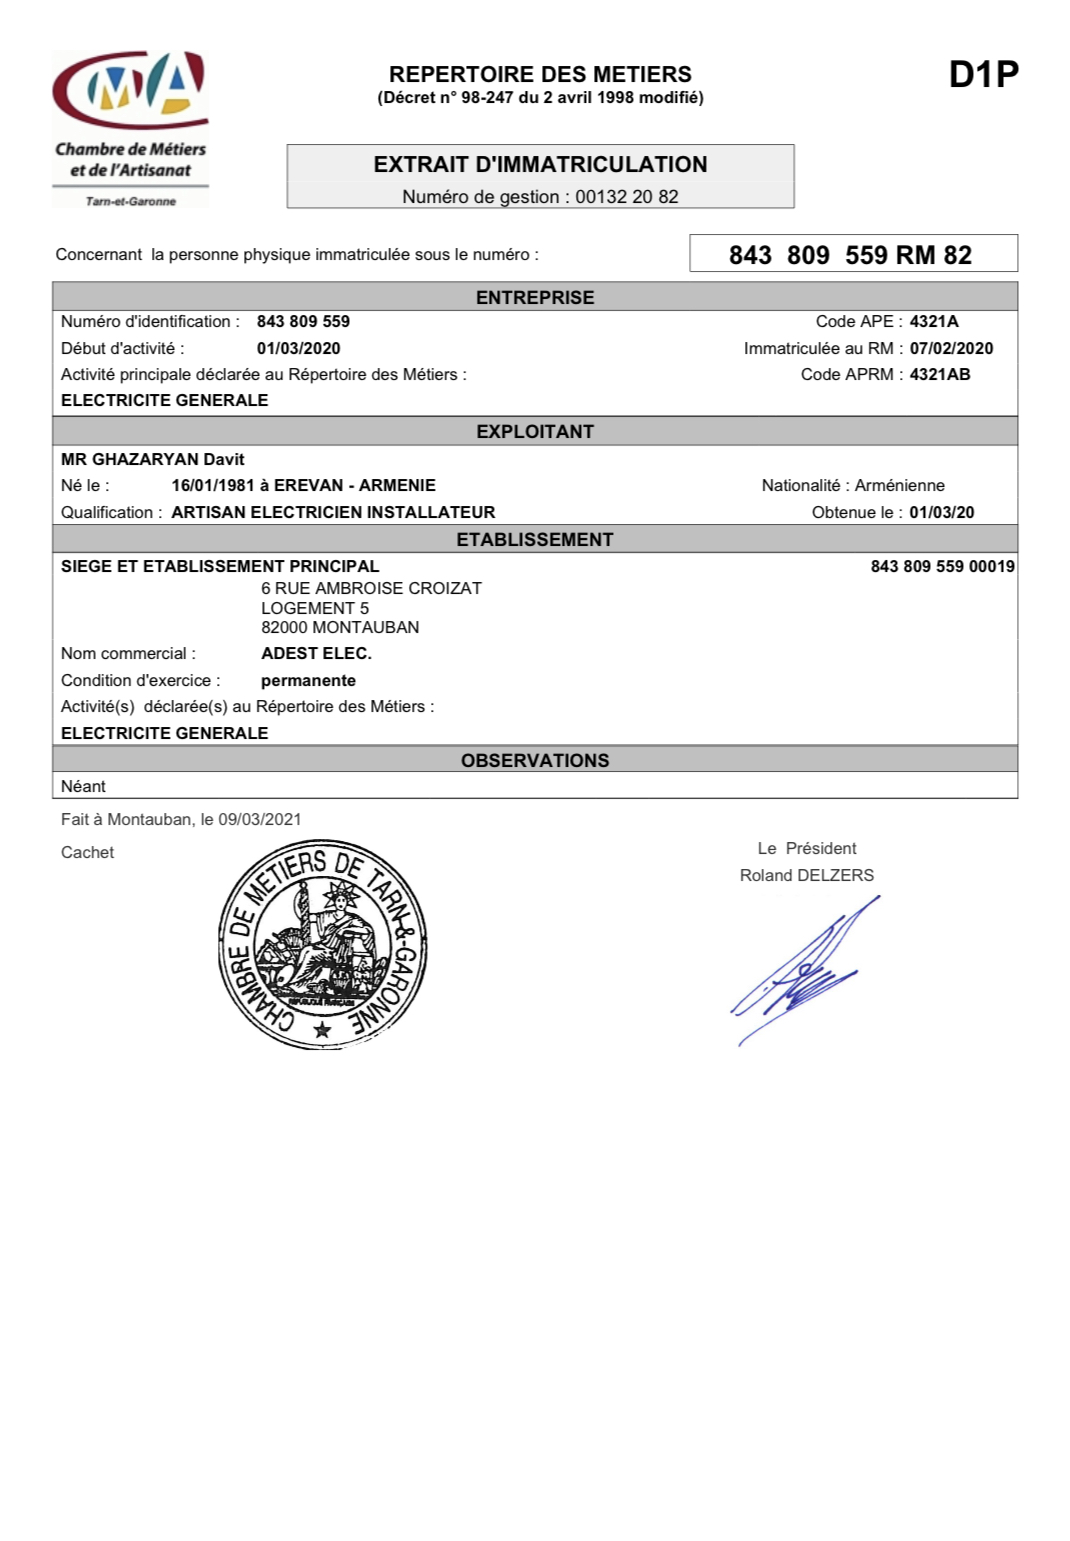 CMA
Chambre de Métiers
et de l'Artisanat
Tarn-et-Garonne
REPERTOIRE DES METIERS
(Décret n° 98-247 du 2 avril 1998 modifié)
D1P
EXTRAIT D'IMMATRICULATION
Numéro de gestion : 00132 20 82
Concernant la personne physique immatriculée sous le numéro : 843 809 559 RM 82
ENTREPRISE
Numéro d'identification : 843 809 559 Code APE : 4321A
Début d'activité : 01/03/2020 Immatriculée au RM : 07/02/2020
Activité principale déclarée au Répertoire des Métiers : Code APRM : 4321AB
ELECTRICITE GENERALE
EXPLOITANT
MR GHAZARYAN Davit
Né le : 16/01/1981 à EREVAN - ARMENIE Nationalité : Arménienne
Qualification : ARTISAN ELECTRICIEN INSTALLATEUR Obtenue le : 01/03/20
ETABLISSEMENT
SIEGE ET ETABLISSEMENT PRINCIPAL 843 809 559 00019
6 RUE AMBROISE CROIZAT
LOGEMENT 5
82000 MONTAUBAN
Nom commercial : ADEST ELEC.
Condition d'exercice : permanente
Activité(s) déclarée(s) au Répertoire des Métiers :
ELECTRICITE GENERALE
OBSERVATIONS
Néant
Fait à Montauban, le 09/03/2021
Cachet
Le Président
Roland DELZERS
CHAMBRE DE METIERS DE TARN-&-GARONNE
REPUBLIQUE FRANÇAISE